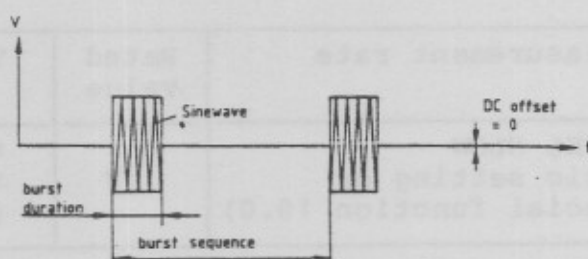 V
Sinewave
DC offset
= 0
burst
duration
burst sequence